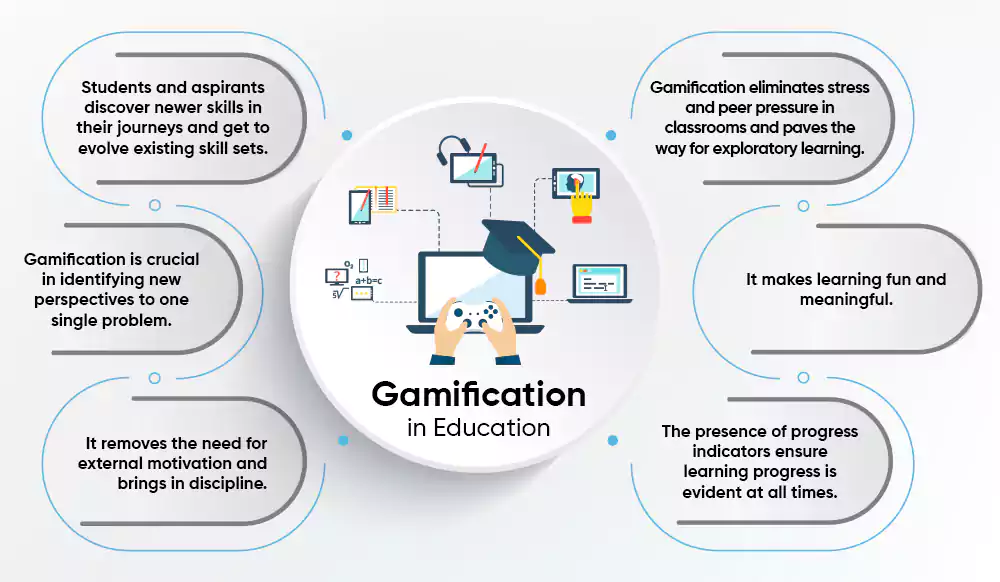 Students and aspirants
discover newer skills in
their journeys and get to
evolve existing skill sets.
Gamification is crucial
in identifying new
perspectives to one
single problem.
It removes the need for
external motivation and
brings in discipline.
O₂
?
a+b=c
5√
Gamification
in Education
Gamification eliminates stress
and peer pressure in
classrooms and paves the
way for exploratory learning.
It makes learning fun and
meaningful.
The presence of progress
indicators ensure
learning progress is
evident at all times.